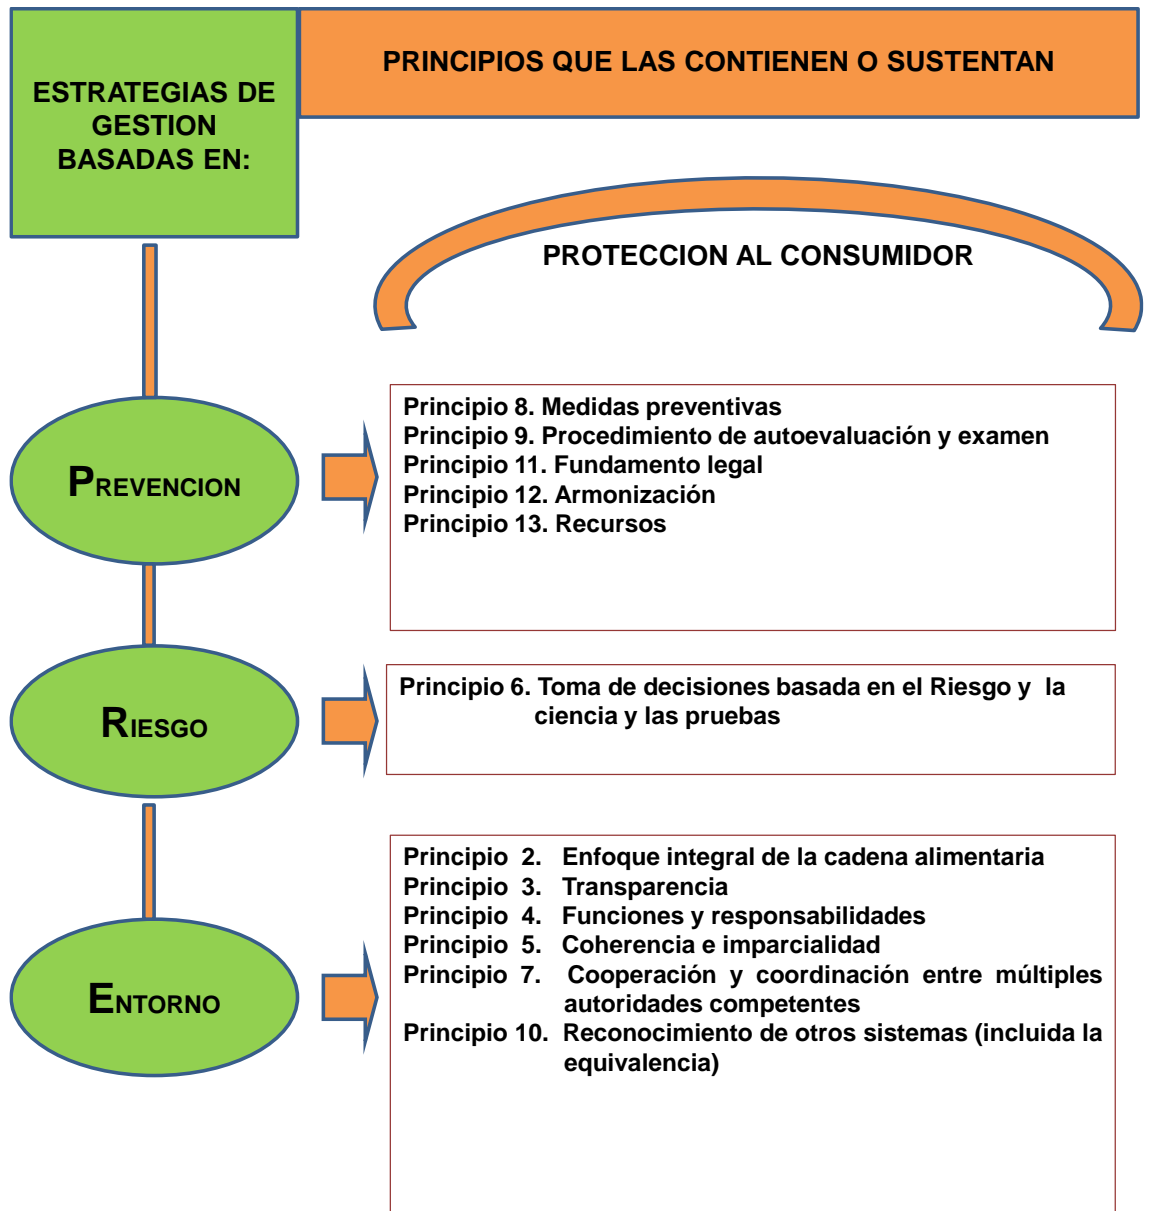 ESTRATEGIAS DE
GESTION
BASADAS EN:
PRINCIPIOS QUE LAS CONTIENEN O SUSTENTAN
PROTECCION AL CONSUMIDOR
PREVENCION
Principio 8. Medidas preventivas
Principio 9. Procedimiento de autoevaluación y examen
Principio 11. Fundamento legal
Principio 12. Armonización
Principio 13. Recursos
RIESGO
Principio 6. Toma de decisiones basada en el Riesgo y la
ciencia y las pruebas
ENTORNO
Principio 2. Enfoque integral de la cadena alimentaria
Principio 3. Transparencia
Principio 4. Funciones y responsabilidades
Principio 5. Coherencia e imparcialidad
Principio 7. Cooperación y coordinación entre múltiples
autoridades competentes
Principio 10. Reconocimiento de otros sistemas (incluida la
equivalencia)